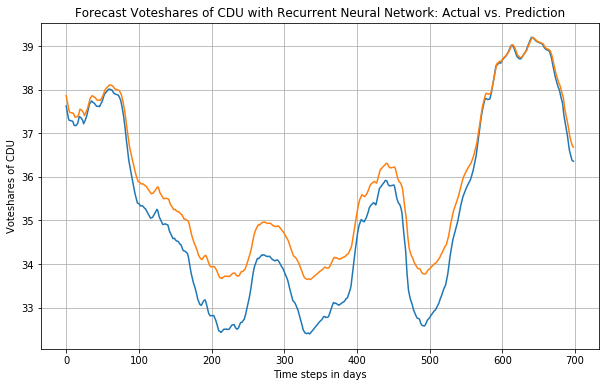 Forecast Voteshares of CDU with Recurrent Neural Network: Actual vs. Prediction
Voteshares of CDU
39
38
37
36
35
34
33
0 100 200 300 400 500 600 700
Time steps in days